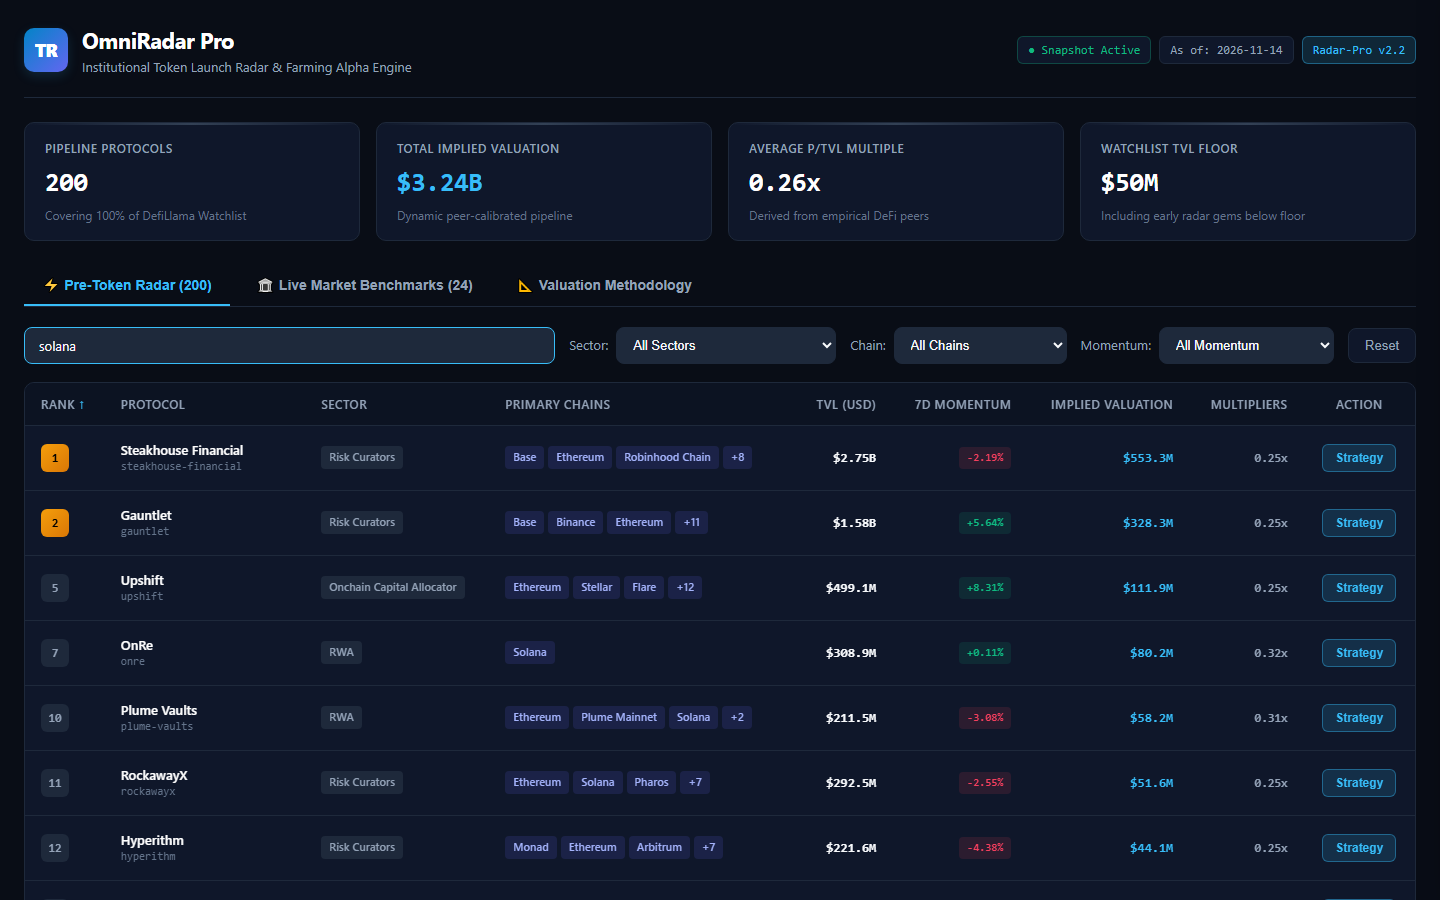 TR
OmniRadar Pro
Institutional Token Launch Radar & Farming Alpha Engine
● Snapshot Active
As of: 2026-11-14
Radar-Pro v2.2
PIPELINE PROTOCOLS
200
Covering 100% of DefiLlama Watchlist
TOTAL IMPLIED VALUATION
$3.24B
Dynamic peer-calibrated pipeline
AVERAGE P/TVL MULTIPLE
0.26x
Derived from empirical DeFi peers
WATCHLIST TVL FLOOR
$50M
Including early radar gems below floor
⚡ Pre-Token Radar (200)
🏛 Live Market Benchmarks (24)
📐 Valuation Methodology
solana
Sector: All Sectors
Chain: All Chains
Momentum: All Momentum
Reset
RANK ↑ PROTOCOL SECTOR PRIMARY CHAINS TVL (USD) 7D MOMENTUM IMPLIED VALUATION MULTIPLIERS ACTION
1 Steakhouse Financial Risk Curators Base Ethereum Robinhood Chain +8 $2.75B -2.19% $553.3M 0.25x Strategy
steakhouse-financial
2 Gauntlet Risk Curators Base Binance Ethereum +11 $1.58B +5.64% $328.3M 0.25x Strategy
gauntlet
5 Upshift Onchain Capital Allocator Ethereum Stellar Flare +12 $499.1M +8.31% $111.9M 0.25x Strategy
upshift
7 OnRe RWA Solana $308.9M +0.11% $80.2M 0.32x Strategy
onre
10 Plume Vaults RWA Ethereum Plume Mainnet Solana +2 $211.5M -3.08% $58.2M 0.31x Strategy
plume-vaults
11 RockawayX Risk Curators Ethereum Solana Pharos +7 $292.5M -2.55% $51.6M 0.25x Strategy
rockawayx
12 Hyperithm Risk Curators Monad Ethereum Arbitrum +7 $221.6M -4.38% $44.1M 0.25x Strategy
hyperithm